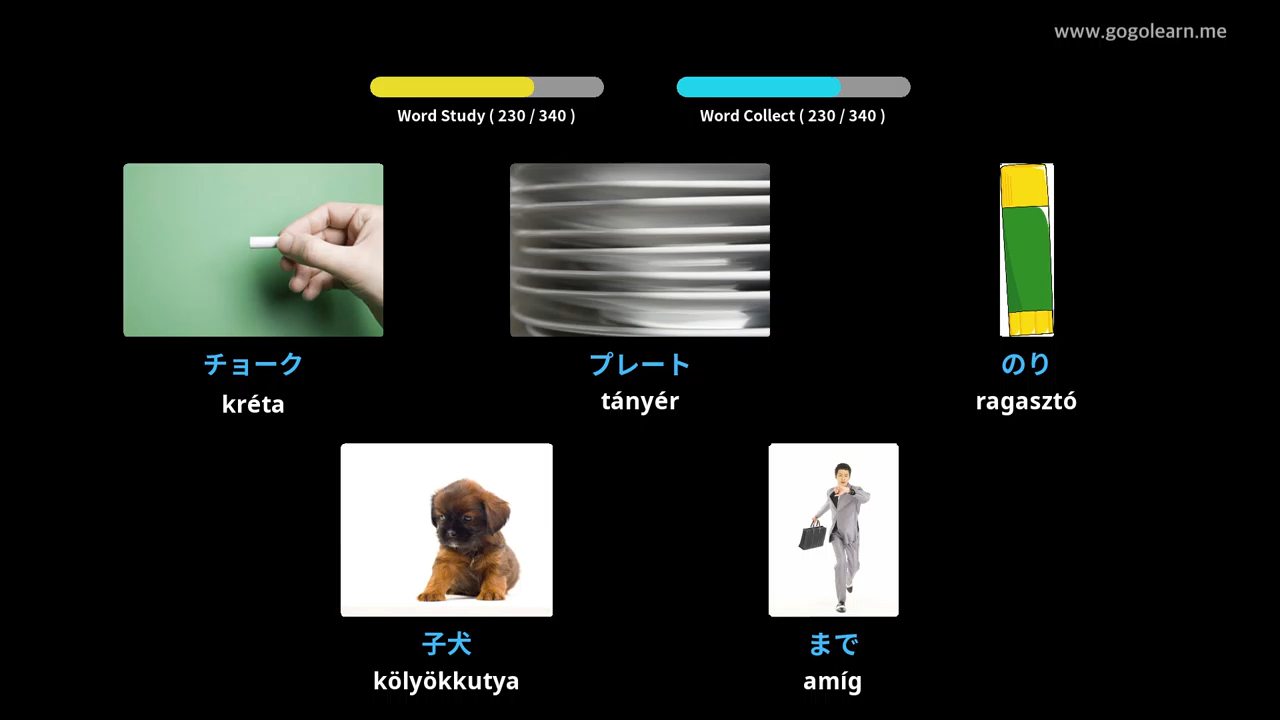 www.gogolearn.me
Word Study ( 230 / 340 )
Word Collect ( 230 / 340 )
チョーク
kréta
プレート
tányér
のり
ragasztó
子犬
kölyökkutya
まで
amíg